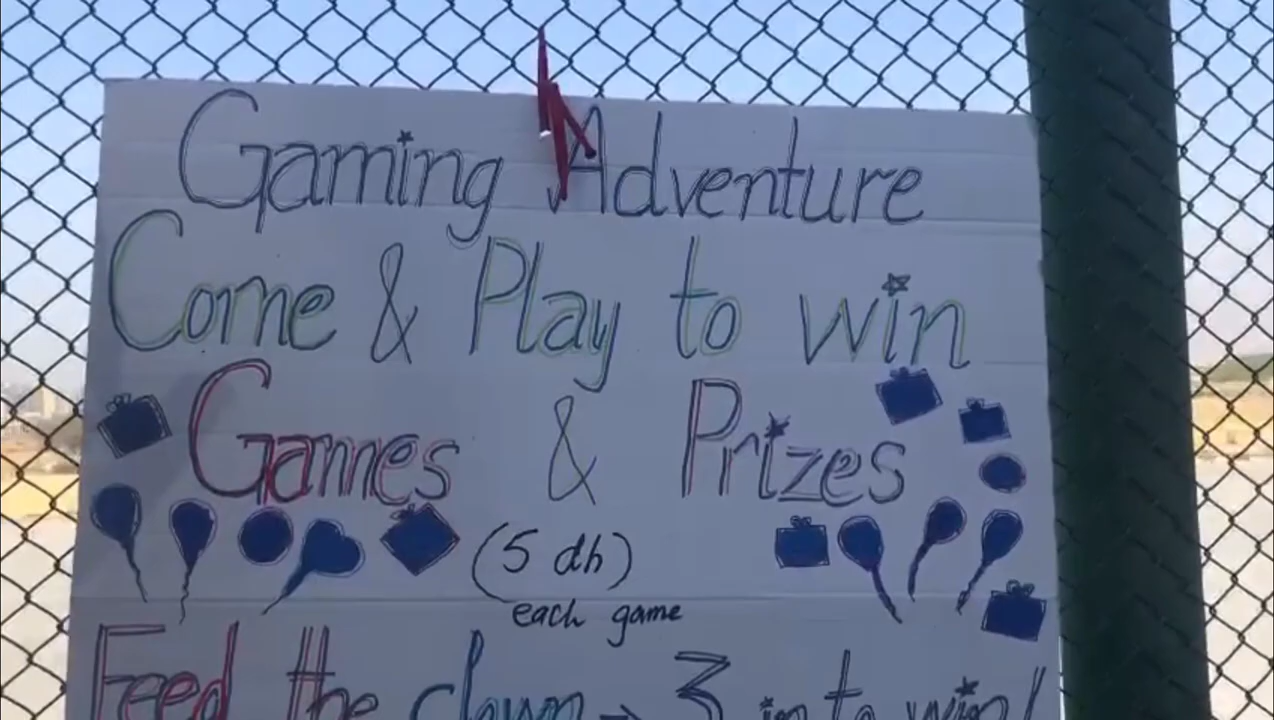 Gaming Adventure
Come & Play to win
Games & Prizes
(5 dh)
each game
Feed the clown → 3 in to win!